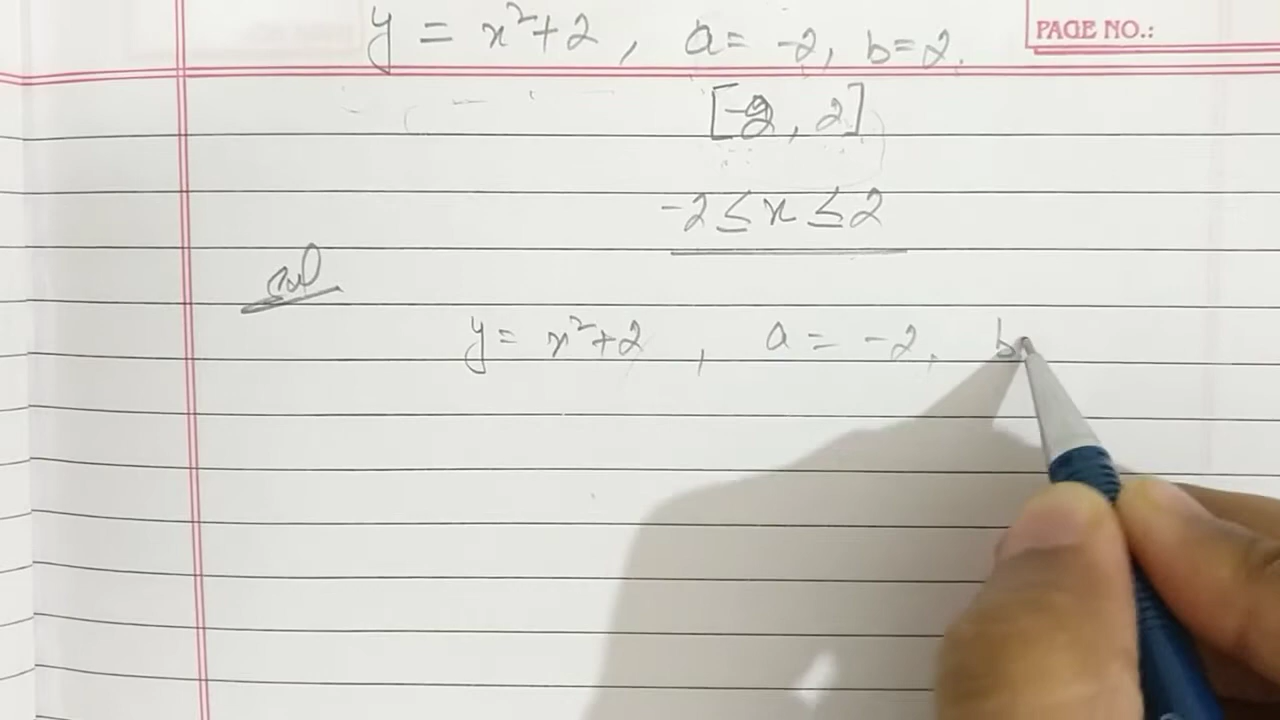 y = x²+2, a = -2, b=2.
PAGE NO.:
[-2, 2]
-2 ≤ x ≤ 2
Sol
y = x²+2, a = -2, b